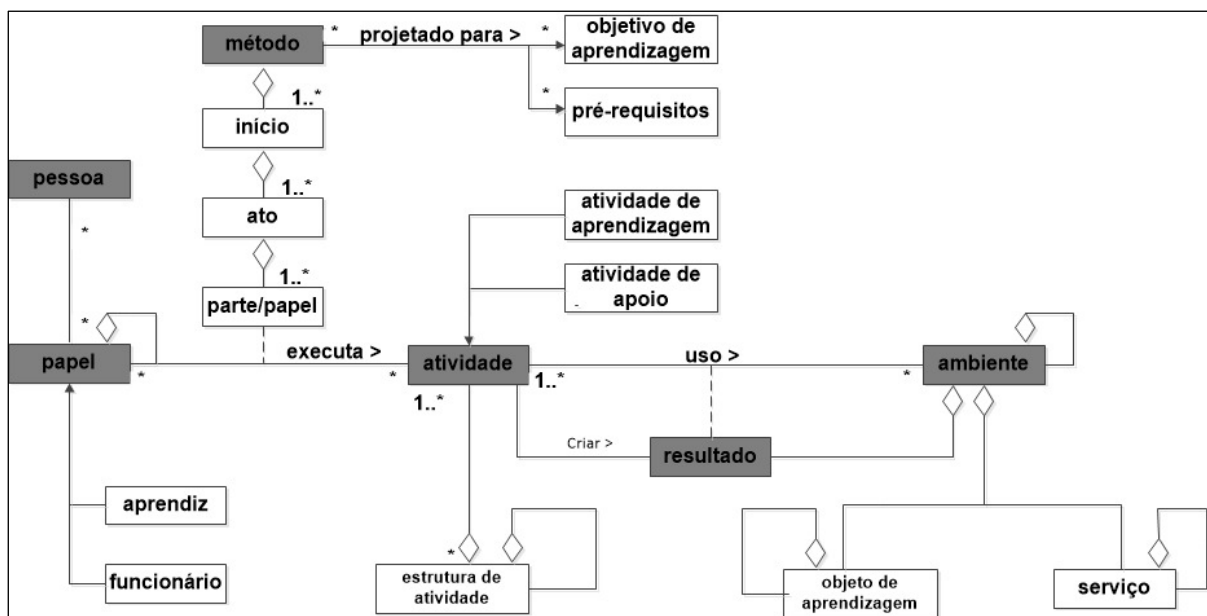 método
*
projetado para >
*
objetivo de
aprendizagem
1..*
*
pré-requisitos
início
pessoa
1..*
ato
*
atividade de
aprendizagem
1..*
atividade de
apoio
-
parte/papel
*
papel
*
executa >
*
atividade
1..*
uso >
*
ambiente
1..*
Criar >
resultado
aprendiz
funcionário
*
estrutura de
atividade
objeto de
aprendizagem
serviço